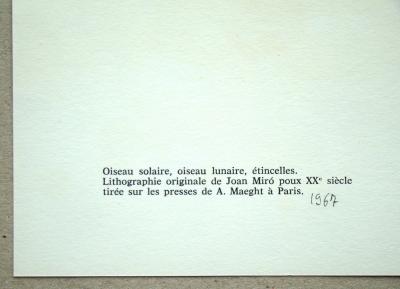 Oiseau solaire, oiseau lunaire, étincelles.
Lithographie originale de Joan Miró poux XXe siècle
tirée sur les presses de A. Maeght à Paris. 1967